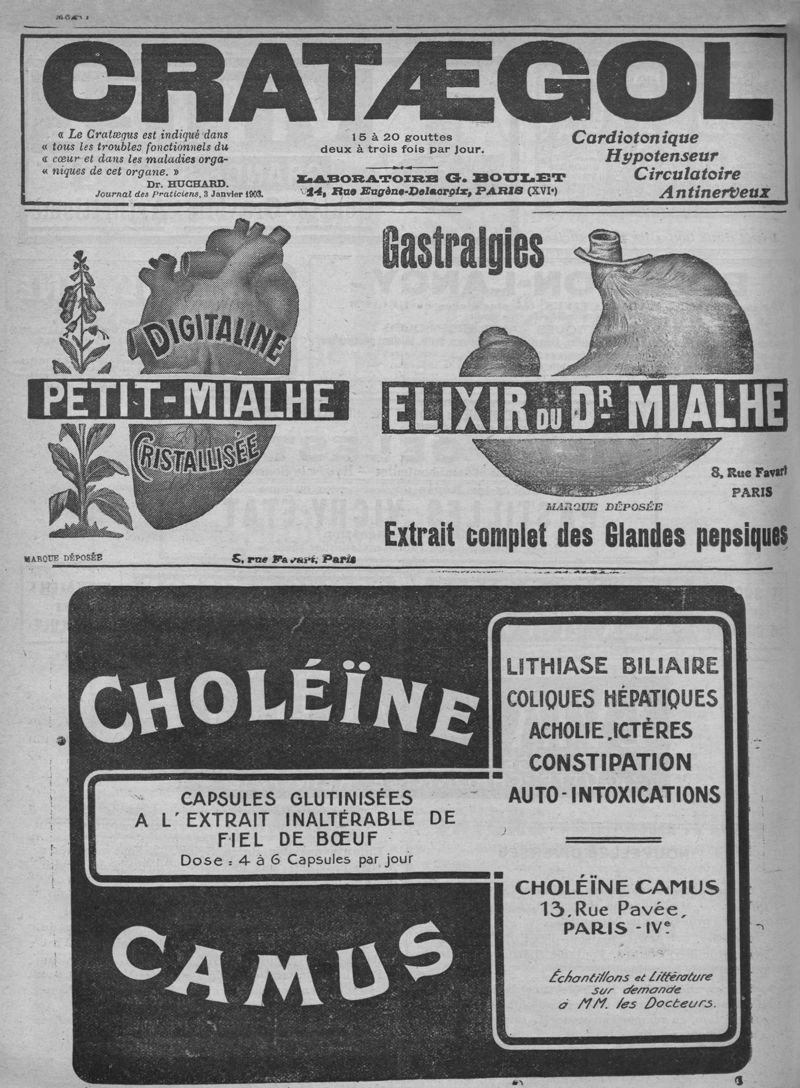 CRATÆGOL
« Le Cratægus est indiqué dans
« tous les troubles fonctionnels du
« cœur et dans les maladies orga-
« niques de cet organe. »
Dr. HUCHARD.
Journal des Praticiens, 3 Janvier 1903.
15 à 20 gouttes
deux à trois fois par jour.
LABORATOIRE G. BOULET
14, Rue Eugène-Delacroix, PARIS (XVIe)
Cardiotonique
Hypotenseur
Circulatoire
Antinerveux
DIGITALINE
PETIT-MIALHE
CRISTALLISÉE
MARQUE DÉPOSÉE
8, rue Favart, Paris
Gastralgies
ELIXIR DU DR MIALHE
8, Rue Favart
PARIS
MARQUE DÉPOSÉE
Extrait complet des Glandes pepsiques
CHOLÉÏNE
CAPSULES GLUTINISÉES
A L'EXTRAIT INALTÉRABLE DE
FIEL DE BŒUF
Dose : 4 à 6 Capsules par jour
CAMUS
LITHIASE BILIAIRE
COLIQUES HÉPATIQUES
ACHOLIE, ICTÈRES
CONSTIPATION
AUTO-INTOXICATIONS
CHOLÉÏNE CAMUS
13, Rue Pavée,
PARIS - IVe
Échantillons et Littérature
sur demande
à MM. les Docteurs.